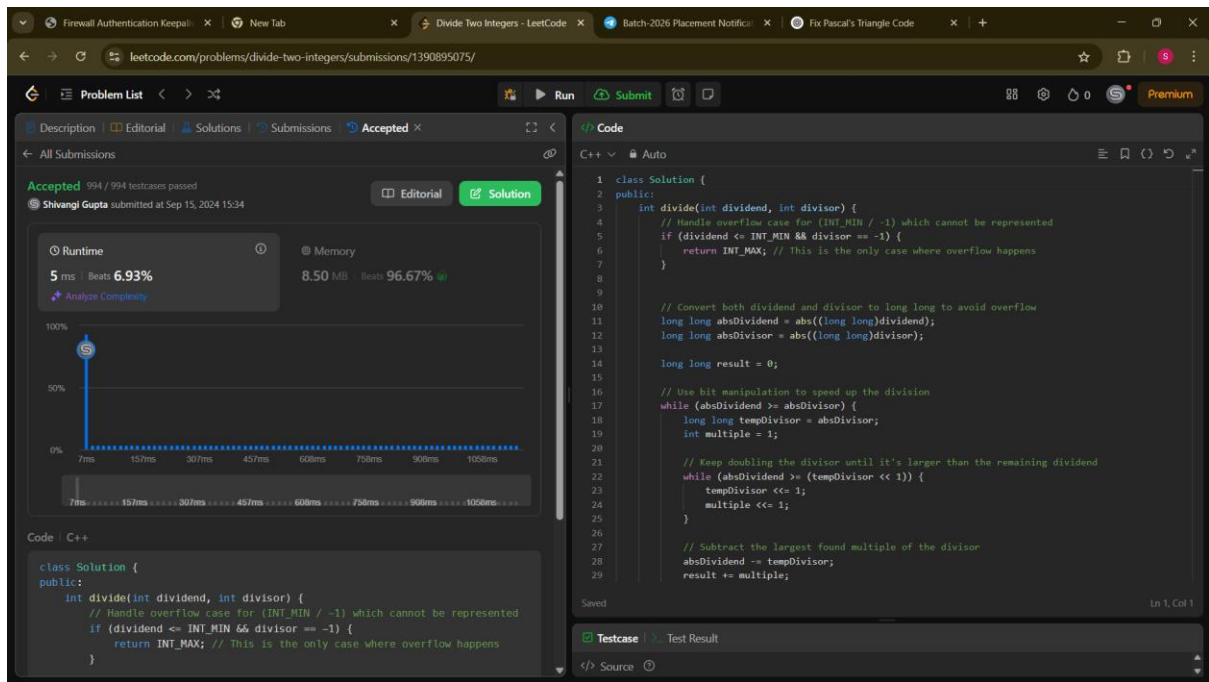 Firewall Authentication Keepali
New Tab
Divide Two Integers - LeetCode
Batch-2026 Placement Notificat
Fix Pascal's Triangle Code
leetcode.com/problems/divide-two-integers/submissions/1390895075/
S
Problem List
Run
Submit
0
Premium
Description
Editorial
Solutions
Submissions
Accepted
All Submissions
Accepted 994 / 994 testcases passed
Shivangi Gupta submitted at Sep 15, 2024 15:34
Editorial
Solution
Runtime
5 ms Beats 6.93%
Analyze Complexity
Memory
8.50 MB Beats 96.67%
100%
50%
0%
7ms 157ms 307ms 457ms 608ms 758ms 908ms 1058ms
7ms 157ms 307ms 457ms 608ms 758ms 908ms 1058ms
Code C++
class Solution {
public:
int divide(int dividend, int divisor) {
// Handle overflow case for (INT_MIN / -1) which cannot be represented
if (dividend <= INT_MIN && divisor == -1) {
return INT_MAX; // This is the only case where overflow happens
}
</> Code
C++ Auto
1 class Solution {
2 public:
3 int divide(int dividend, int divisor) {
4 // Handle overflow case for (INT_MIN / -1) which cannot be represented
5 if (dividend <= INT_MIN && divisor == -1) {
6 return INT_MAX; // This is the only case where overflow happens
7 }
8
9
10 // Convert both dividend and divisor to long long to avoid overflow
11 long long absDividend = abs((long long)dividend);
12 long long absDivisor = abs((long long)divisor);
13
14 long long result = 0;
15
16 // Use bit manipulation to speed up the division
17 while (absDividend >= absDivisor) {
18 long long tempDivisor = absDivisor;
19 int multiple = 1;
20
21 // Keep doubling the divisor until it's larger than the remaining dividend
22 while (absDividend >= (tempDivisor << 1)) {
23 tempDivisor <<= 1;
24 multiple <<= 1;
25 }
26
27 // Subtract the largest found multiple of the divisor
28 absDividend -= tempDivisor;
29 result += multiple;
Saved
Ln 1, Col 1
Testcase
Test Result
</> Source